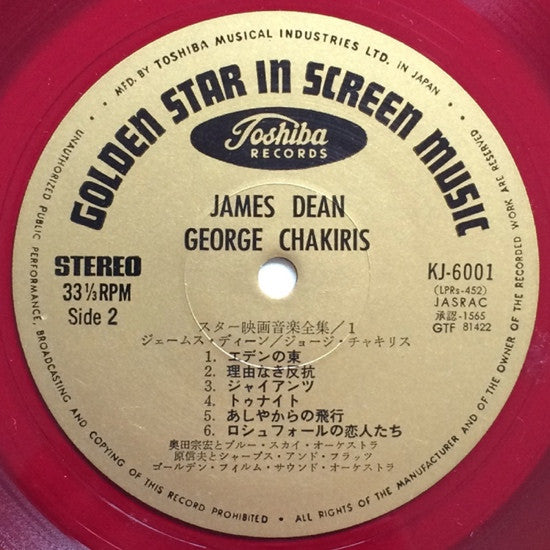 MFD. BY TOSHIBA MUSICAL INDUSTRIES LTD. IN JAPAN •
GOLDEN STAR IN SCREEN MUSIC
Toshiba
RECORDS
JAMES DEAN
GEORGE CHAKIRIS
STEREO
33 1/3 RPM
Side 2
KJ-6001
(LPRs-452)
JASRAC
承認-1565
GTF 81422
スター映画音楽全集/1
ジェームス・ディーン/ジョージ・チャキリス
1. エデンの東
2. 理由なき反抗
3. ジャイアンツ
4. トゥナイト
5. あしやからの飛行
6. ロシュフォールの恋人たち
奥田宗宏とブルー・スカイ・オーケストラ
原信夫とシャープス・アンド・フラッツ
ゴールデン・フィルム・サウンド・オーケストラ
UNAUTHORIZED PUBLIC PERFORMANCE, BROADCASTING AND COPYING OF THIS RECORD PROHIBITED • ALL RIGHTS OF THE MANUFACTURER AND OF THE OWNER OF THE RECORDED WORK ARE RESERVED